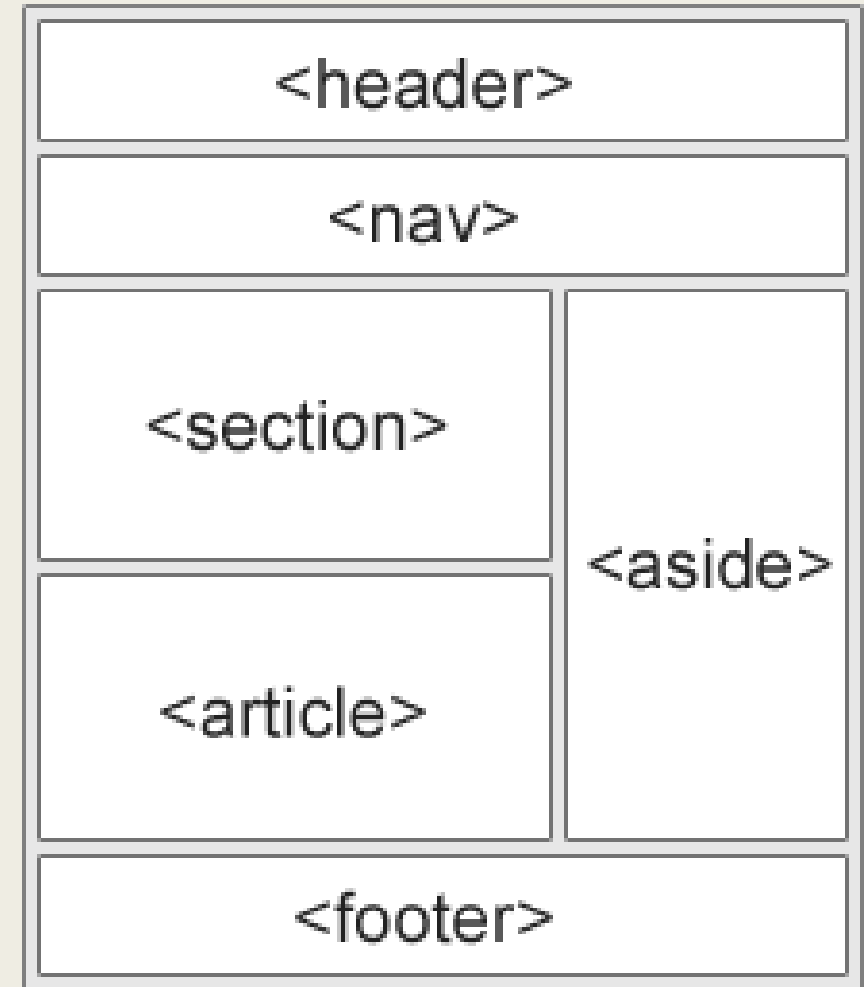 <header>
<nav>
<section>
<aside>
<article>
<footer>